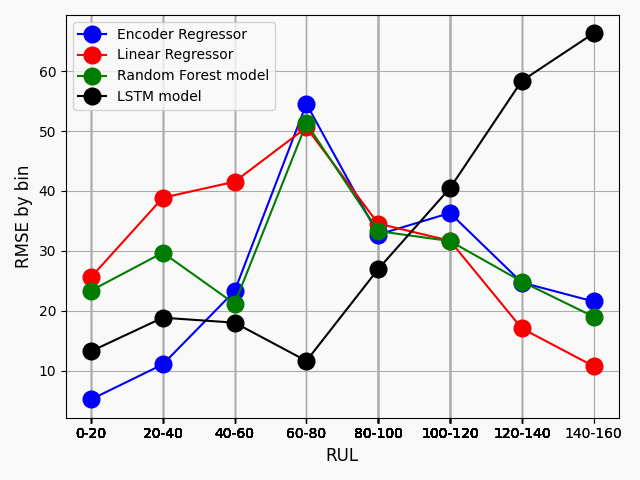 Encoder Regressor
Linear Regressor
Random Forest model
LSTM model
RMSE by bin
60
50
40
30
20
10
0-20 20-40 40-60 60-80 80-100 100-120 120-140 140-160
RUL